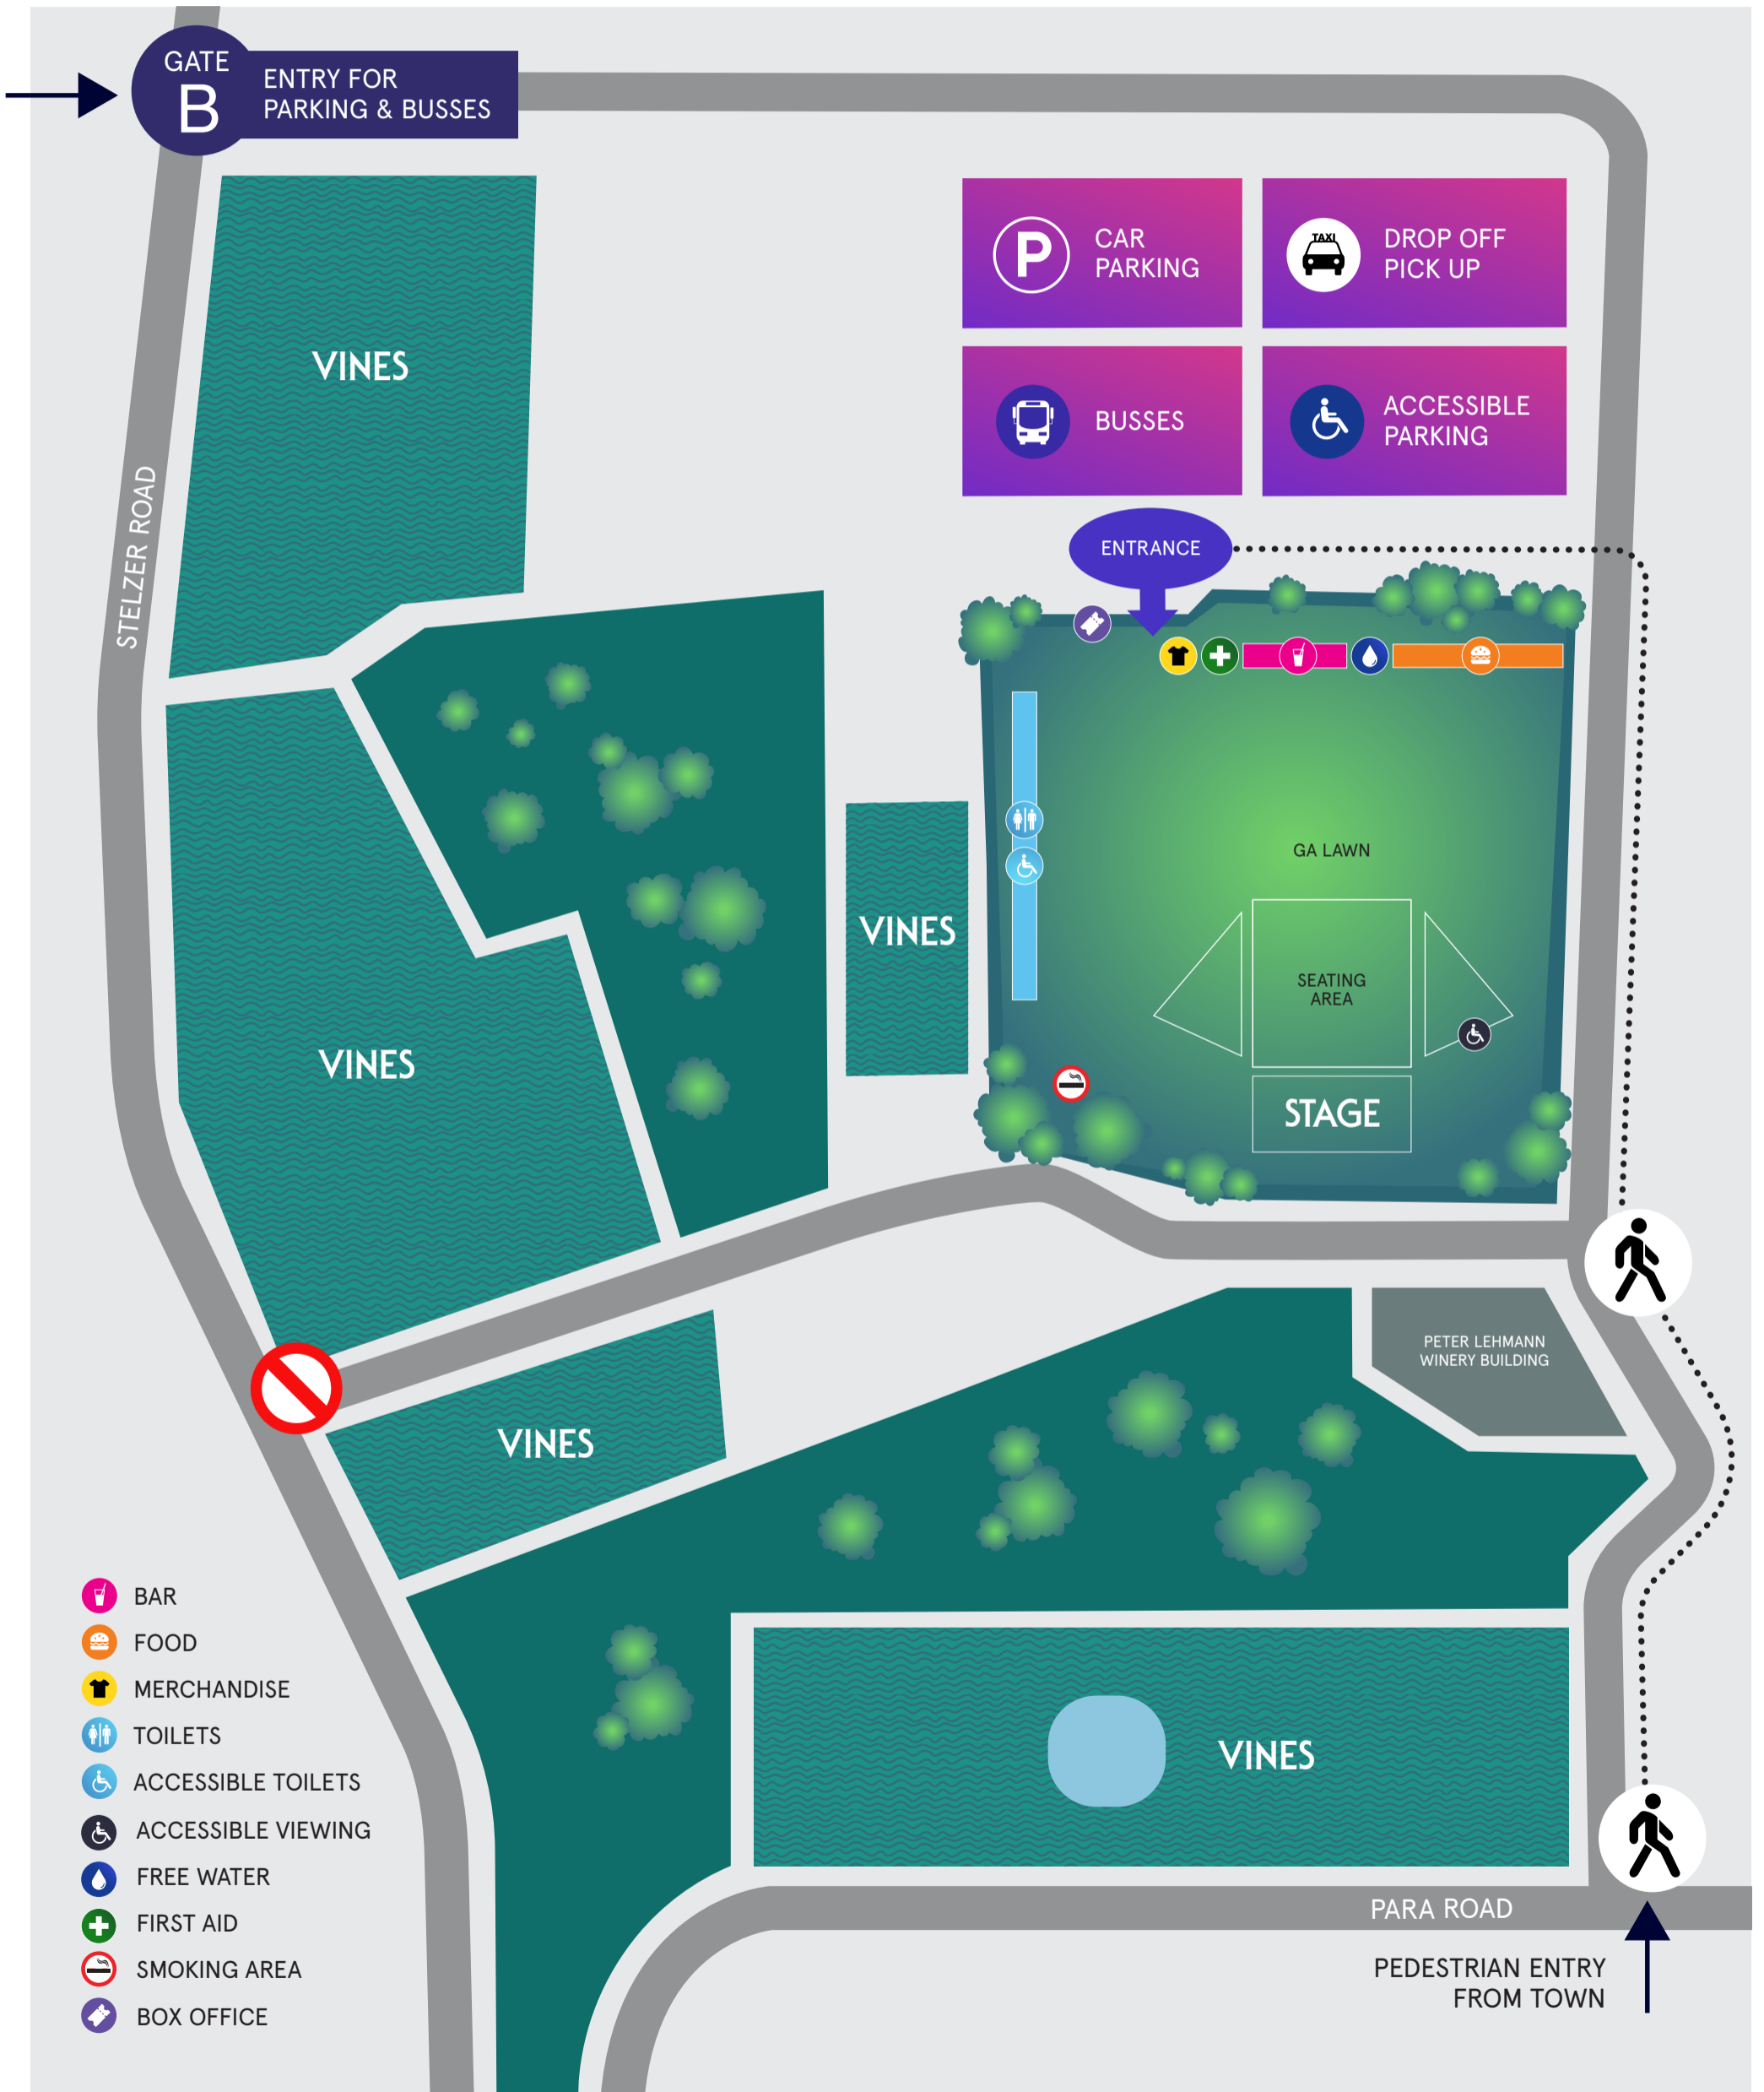 GATE
B
ENTRY FOR
PARKING & BUSSES
CAR
PARKING
TAXI
DROP OFF
PICK UP
BUSSES
ACCESSIBLE
PARKING
VINES
STELZER ROAD
ENTRANCE
GA LAWN
VINES
SEATING
AREA
VINES
STAGE
PETER LEHMANN
WINERY BUILDING
VINES
VINES
PARA ROAD
PEDESTRIAN ENTRY
FROM TOWN
BAR
FOOD
MERCHANDISE
TOILETS
ACCESSIBLE TOILETS
ACCESSIBLE VIEWING
FREE WATER
FIRST AID
SMOKING AREA
BOX OFFICE
P